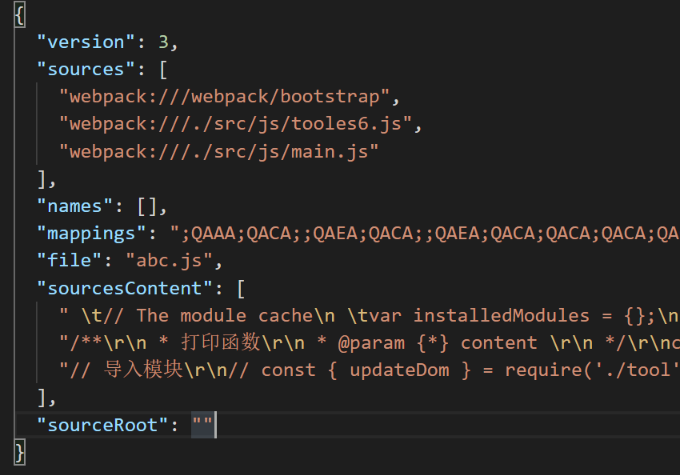 {
"version": 3,
"sources": [
"webpack:///webpack/bootstrap",
"webpack:///./src/js/tooles6.js",
"webpack:///./src/js/main.js"
],
"names": [],
"mappings": ";QAAA;QACA;;QAEA;QACA;;QAEA;QACA;QACA;QACA;QA
"file": "abc.js",
"sourcesContent": [
" \t// The module cache\n \tvar installedModules = {};\n
"/**\r\n * 打印函数\r\n * @param {*} content \r\n */\r\nc
"// 导入模块\r\n// const { updateDom } = require('./tool'
],
"sourceRoot": ""
}